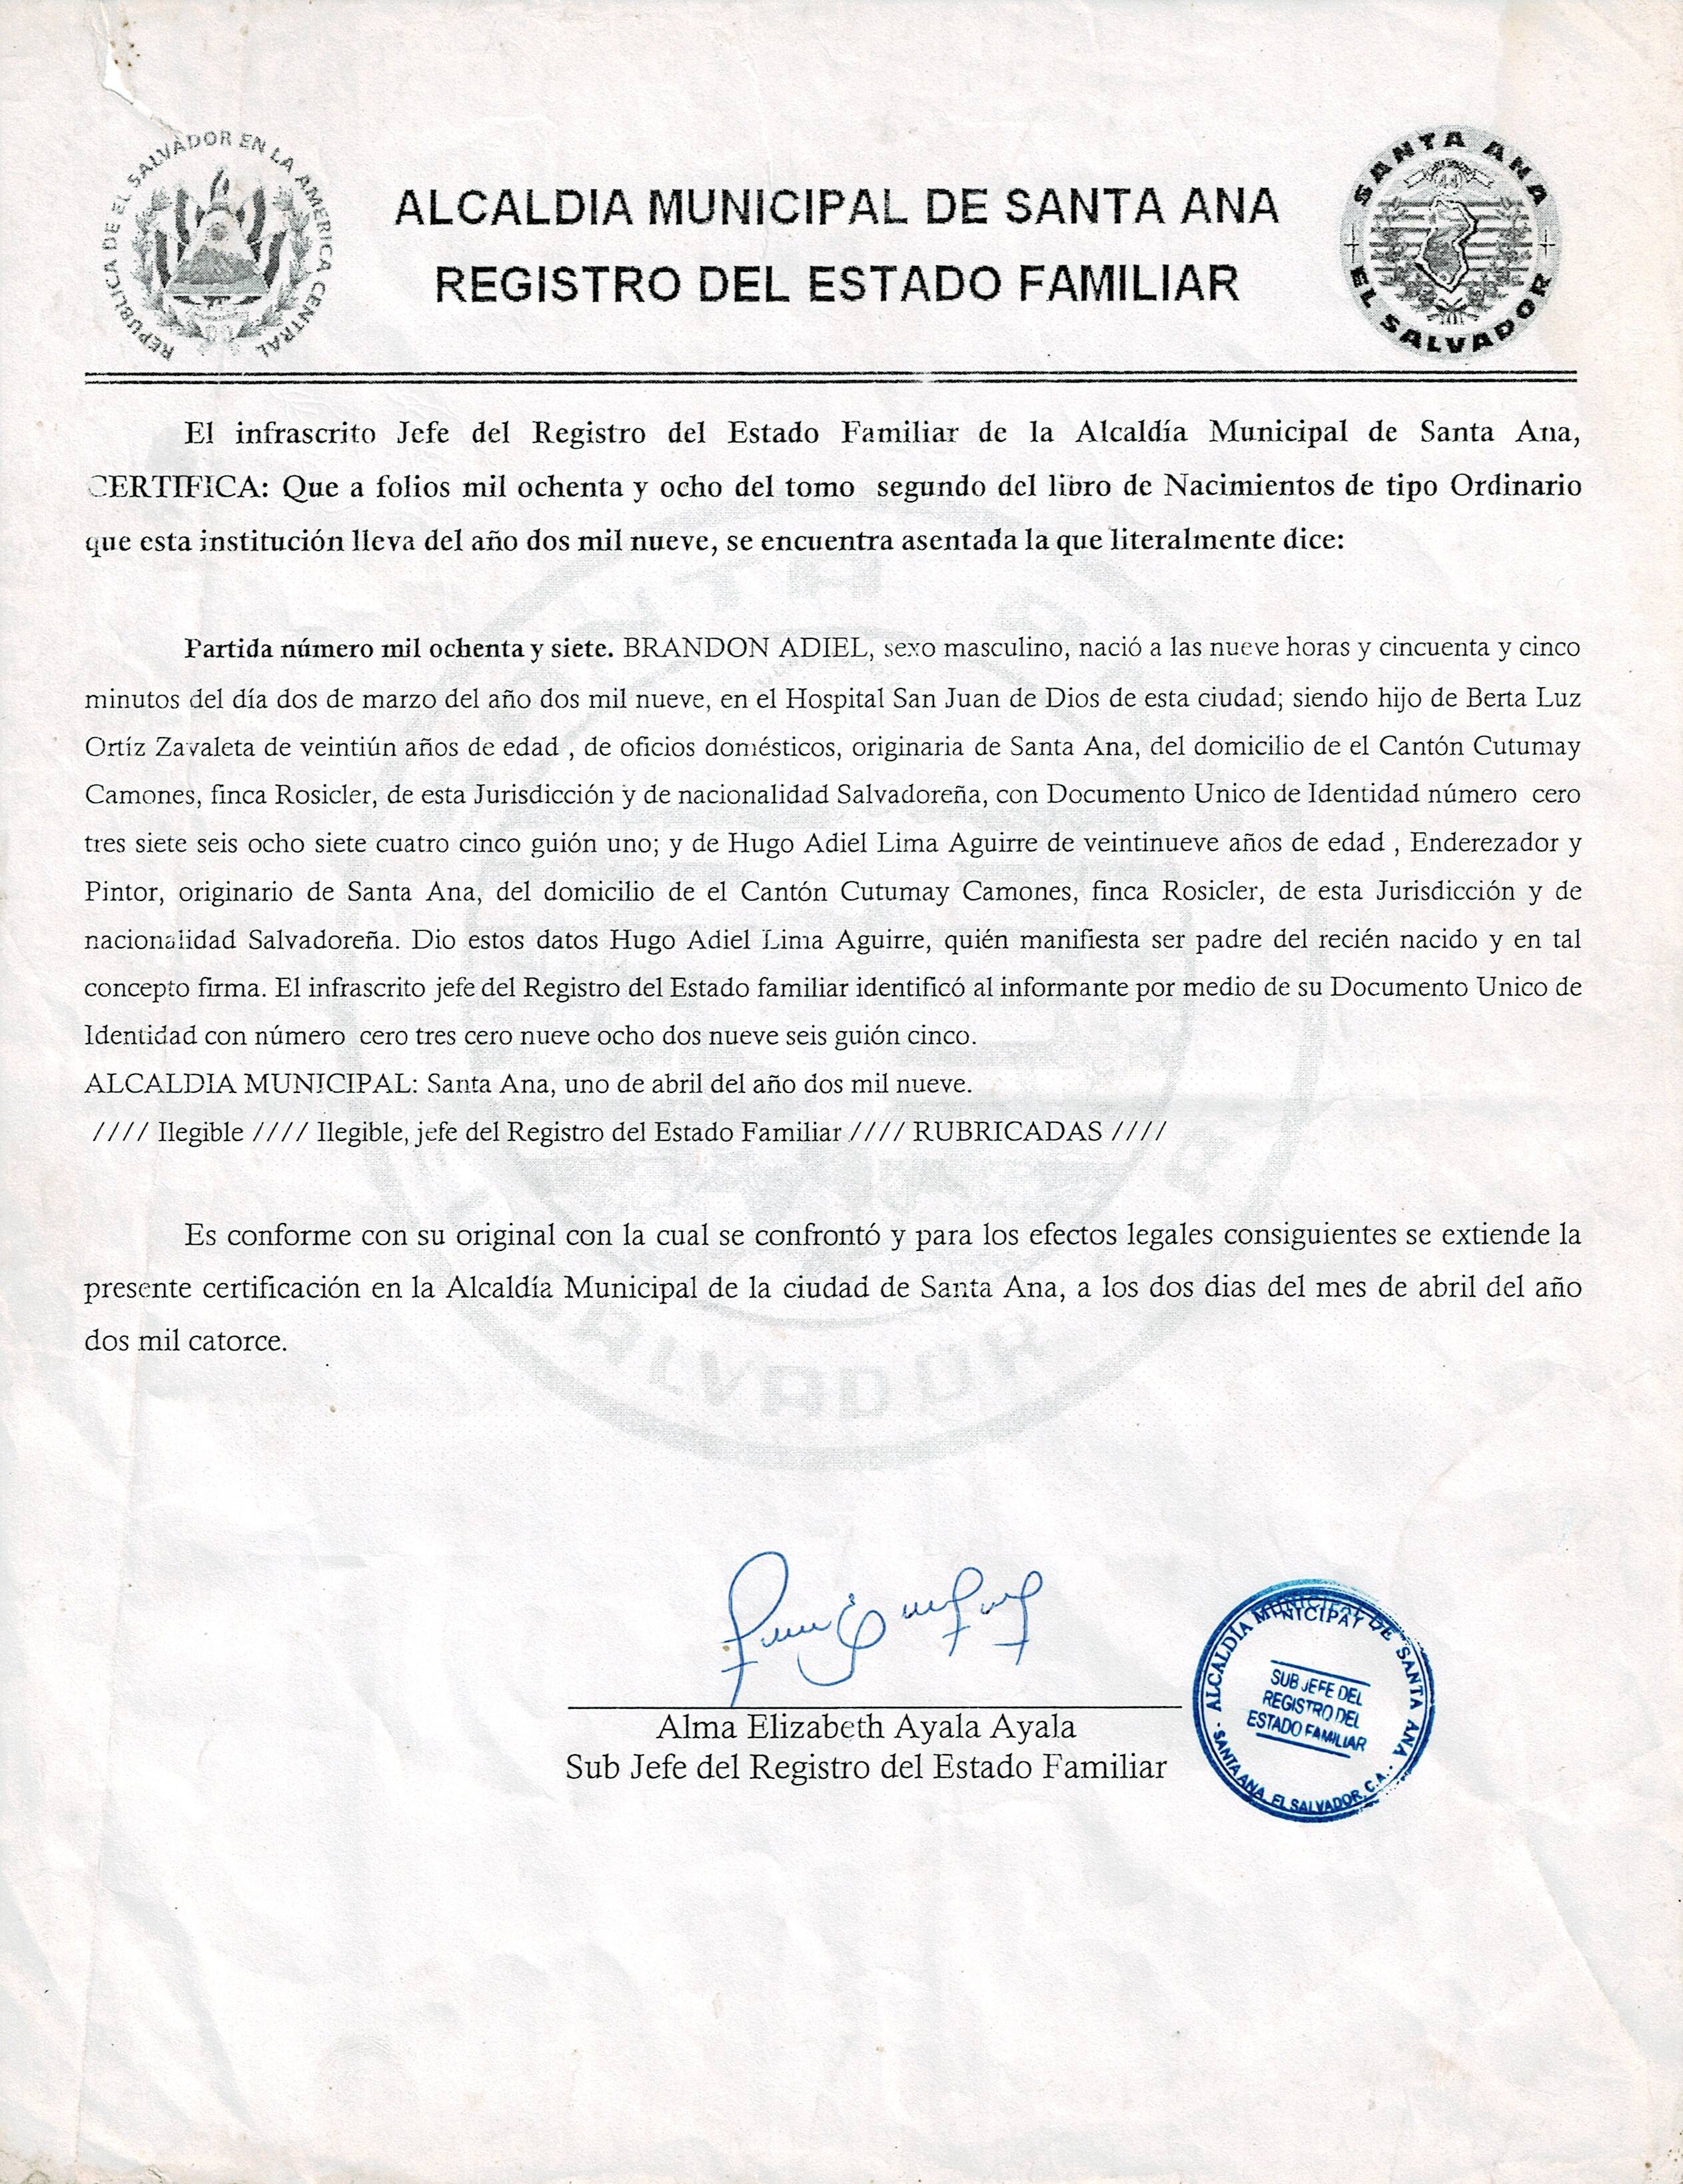 REPUBLICA DE EL SALVADOR EN LA AMERICA CENTRAL
ALCALDIA MUNICIPAL DE SANTA ANA
REGISTRO DEL ESTADO FAMILIAR
SANTA ANA
EL SALVADOR
El infrascrito Jefe del Registro del Estado Familiar de la Alcaldía Municipal de Santa Ana,
CERTIFICA: Que a folios mil ochenta y ocho del tomo segundo del libro de Nacimientos de tipo Ordinario
que esta institución lleva del año dos mil nueve, se encuentra asentada la que literalmente dice:
Partida número mil ochenta y siete. BRANDON ADIEL, sexo masculino, nació a las nueve horas y cincuenta y cinco
minutos del día dos de marzo del año dos mil nueve, en el Hospital San Juan de Dios de esta ciudad; siendo hijo de Berta Luz
Ortíz Zavaleta de veintiún años de edad , de oficios domésticos, originaria de Santa Ana, del domicilio de el Cantón Cutumay
Camones, finca Rosicler, de esta Jurisdicción y de nacionalidad Salvadoreña, con Documento Unico de Identidad número cero
tres siete seis ocho siete cuatro cinco guión uno; y de Hugo Adiel Lima Aguirre de veintinueve años de edad , Enderezador y
Pintor, originario de Santa Ana, del domicilio de el Cantón Cutumay Camones, finca Rosicler, de esta Jurisdicción y de
nacionalidad Salvadoreña. Dio estos datos Hugo Adiel Lima Aguirre, quién manifiesta ser padre del recién nacido y en tal
concepto firma. El infrascrito jefe del Registro del Estado familiar identificó al informante por medio de su Documento Unico de
Identidad con número cero tres cero nueve ocho dos nueve seis guión cinco.
ALCALDIA MUNICIPAL: Santa Ana, uno de abril del año dos mil nueve.
//// Ilegible //// Ilegible, jefe del Registro del Estado Familiar //// RUBRICADAS ////
Es conforme con su original con la cual se confrontó y para los efectos legales consiguientes se extiende la
presente certificación en la Alcaldía Municipal de la ciudad de Santa Ana, a los dos dias del mes de abril del año
dos mil catorce.
Alma Elizabeth Ayala Ayala
Sub Jefe del Registro del Estado Familiar
ALCALDÍA MUNICIPAL DE SANTA ANA
SUB JEFE DEL
REGISTRO DEL
ESTADO FAMILIAR
SANTA ANA, EL SALVADOR, C.A.